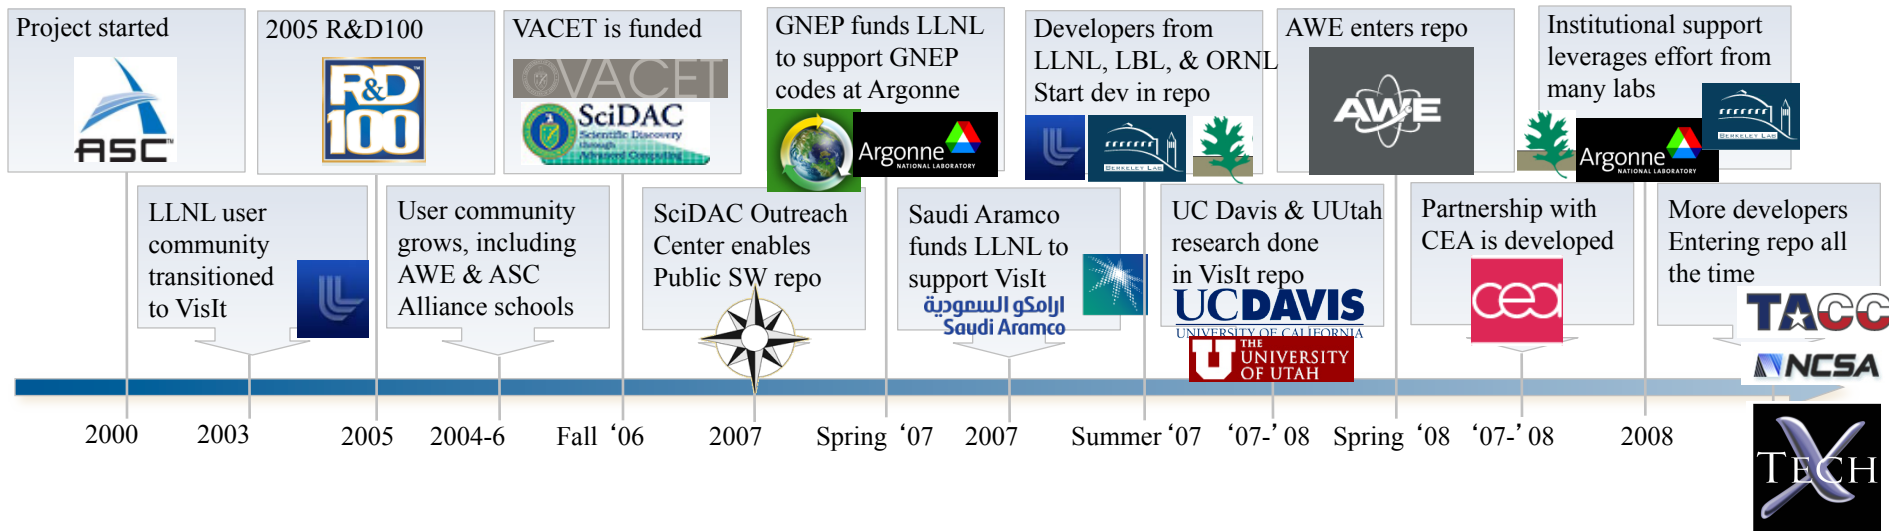 Project started
ASC™
LLNL user
community
transitioned
to VisIt
2005 R&D100
R&D
100
™
User community
grows, including
AWE & ASC
Alliance schools
VACET is funded
VACET
SciDAC
Scientific Discovery
through
Advanced Computing
SciDAC Outreach
Center enables
Public SW repo
GNEP funds LLNL
to support GNEP
codes at Argonne
Argonne
NATIONAL LABORATORY
Saudi Aramco
funds LLNL to
support VisIt
ارامكو السعودية
Saudi Aramco
Developers from
LLNL, LBL, & ORNL
Start dev in repo
BERKELEY LAB
UC Davis & UUtah
research done
in VisIt repo
UCDAVIS
UNIVERSITY OF CALIFORNIA
U THE
UNIVERSITY
OF UTAH
AWE enters repo
AWE
Partnership with
CEA is developed
cea
Institutional support
leverages effort from
many labs
Argonne
NATIONAL LABORATORY
BERKELEY LAB
More developers
Entering repo all
the time
TACC
NCSA
TECH X
2000
2003
2005
2004-6
Fall ‘06
2007
Spring ‘07
2007
Summer ‘07
‘07-’ 08
Spring ‘08
‘07-’ 08
2008